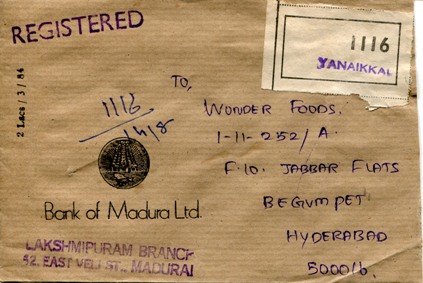 REGISTERED
1116
YANAIKKAL
2 Lacs / 3 / 84
TO,
1116
14/8
WONDER FOODS.
1-11-252/A.
F.10. JABBAR FLATS
BEGUMPET
HYDERABAD
500016.
Bank of Madura Ltd.
LAKSHMIPURAM BRANCH
52, EAST VELI ST., MADURAI